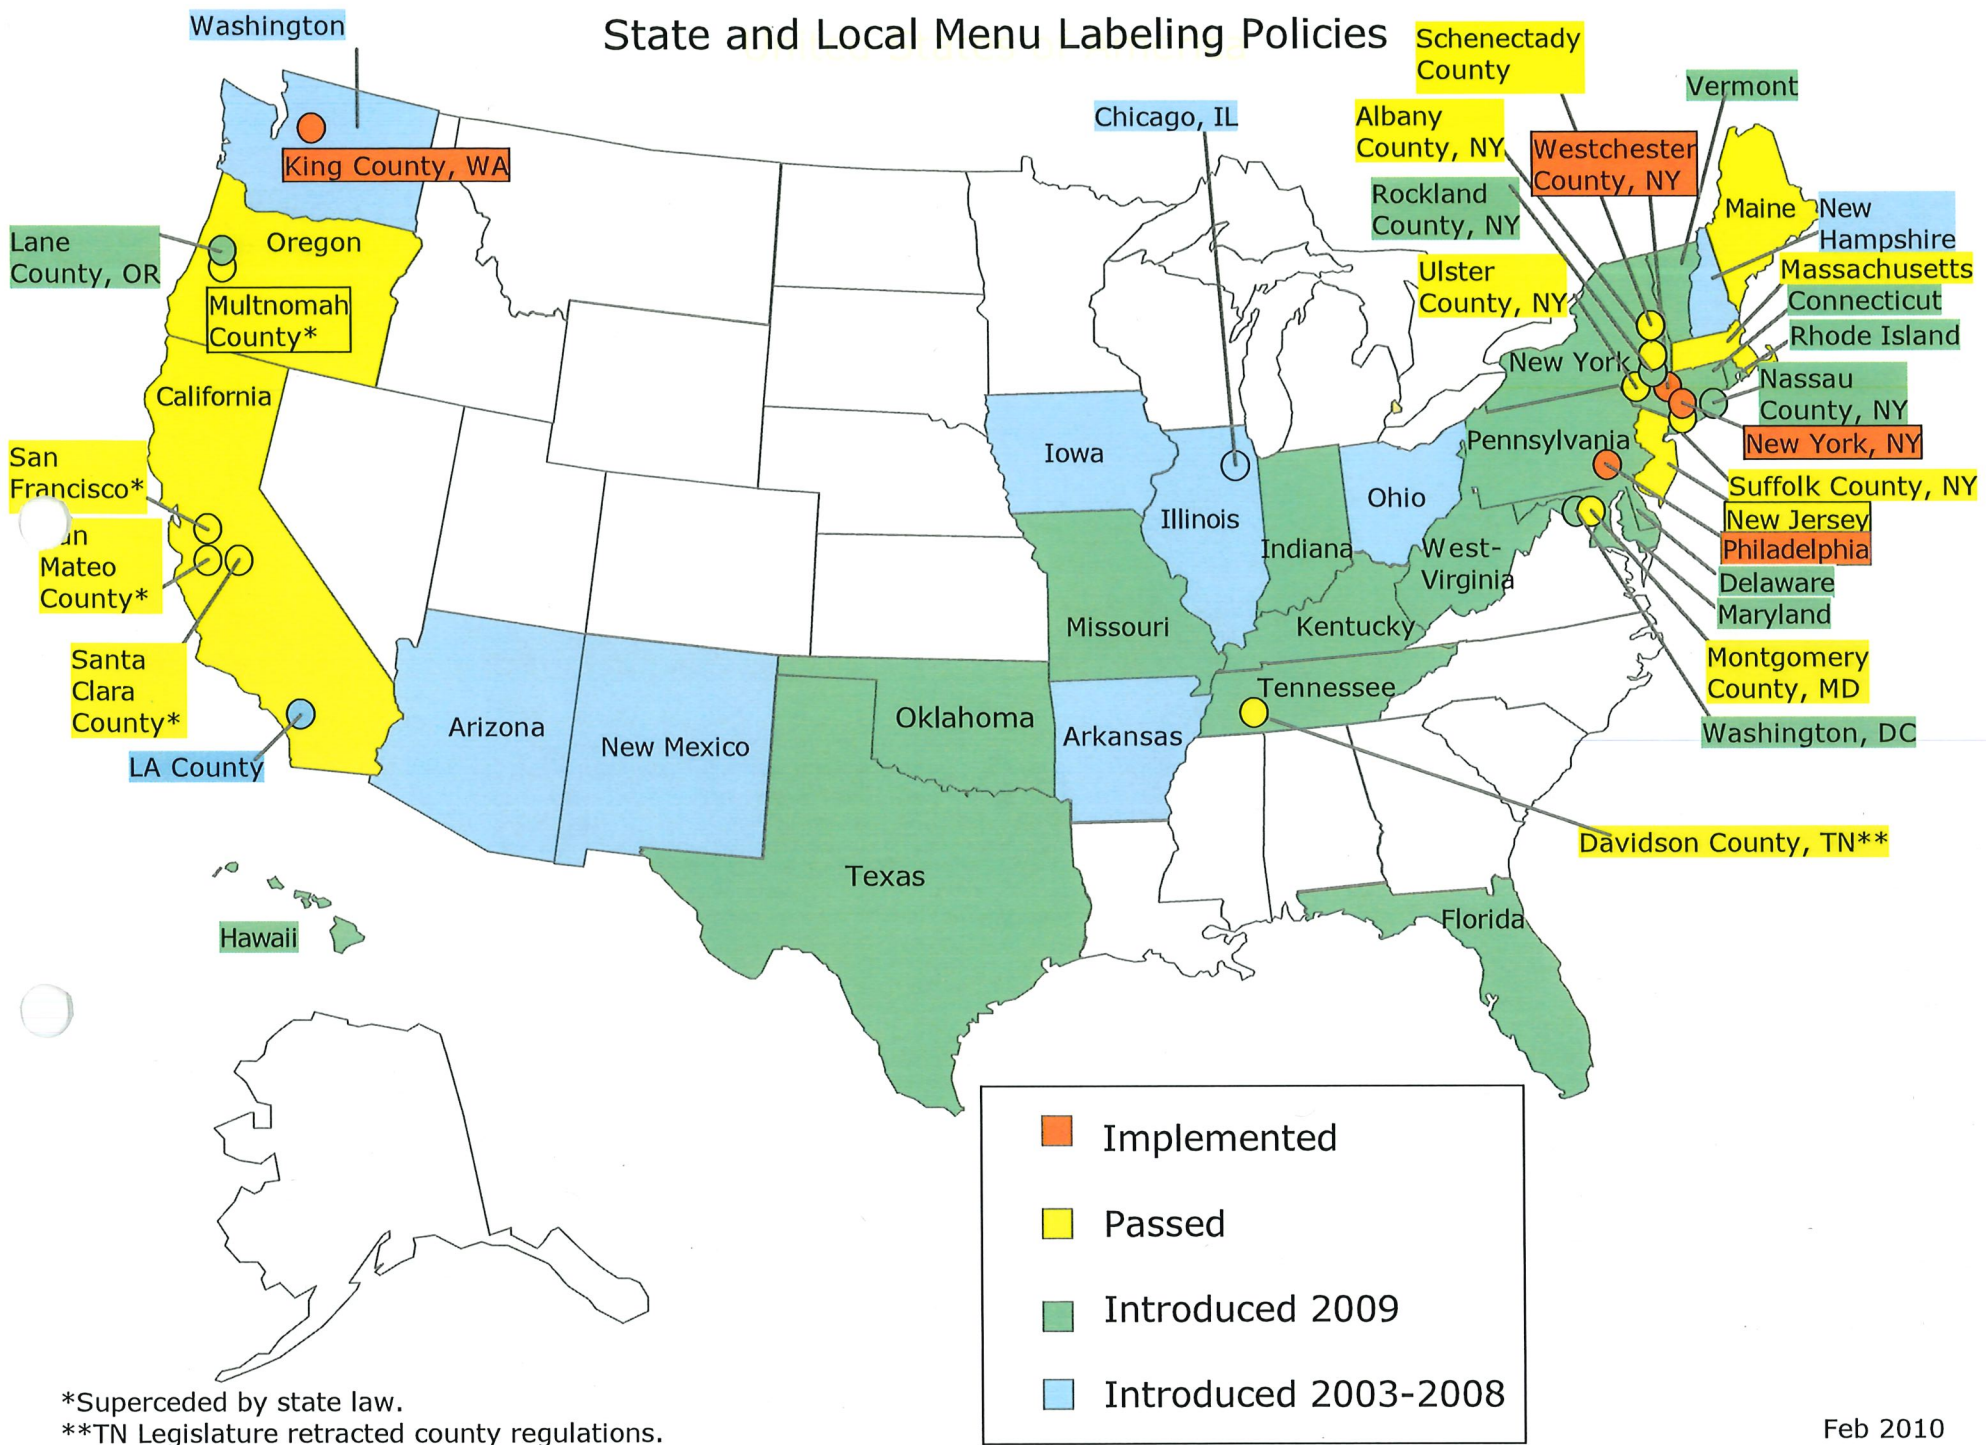 State and Local Menu Labeling Policies
Washington
King County, WA
Lane
County, OR
Oregon
Multnomah
County*
California
San
Francisco*
Mateo
County*
Santa
Clara
County*
LA County
Arizona
New Mexico
Hawaii
Texas
Oklahoma
Arkansas
Missouri
Iowa
Illinois
Chicago, IL
Indiana
Ohio
Kentucky
Tennessee
West-
Virginia
Florida
Pennsylvania
New York
Schenectady
County
Albany
County, NY
Westchester
County, NY
Rockland
County, NY
Ulster
County, NY
Vermont
Maine
New
Hampshire
Massachusetts
Connecticut
Rhode Island
Nassau
County, NY
New York, NY
Suffolk County, NY
New Jersey
Philadelphia
Delaware
Maryland
Montgomery
County, MD
Washington, DC
Davidson County, TN**
Implemented
Passed
Introduced 2009
Introduced 2003-2008
*Superceded by state law.
**TN Legislature retracted county regulations.
Feb 2010